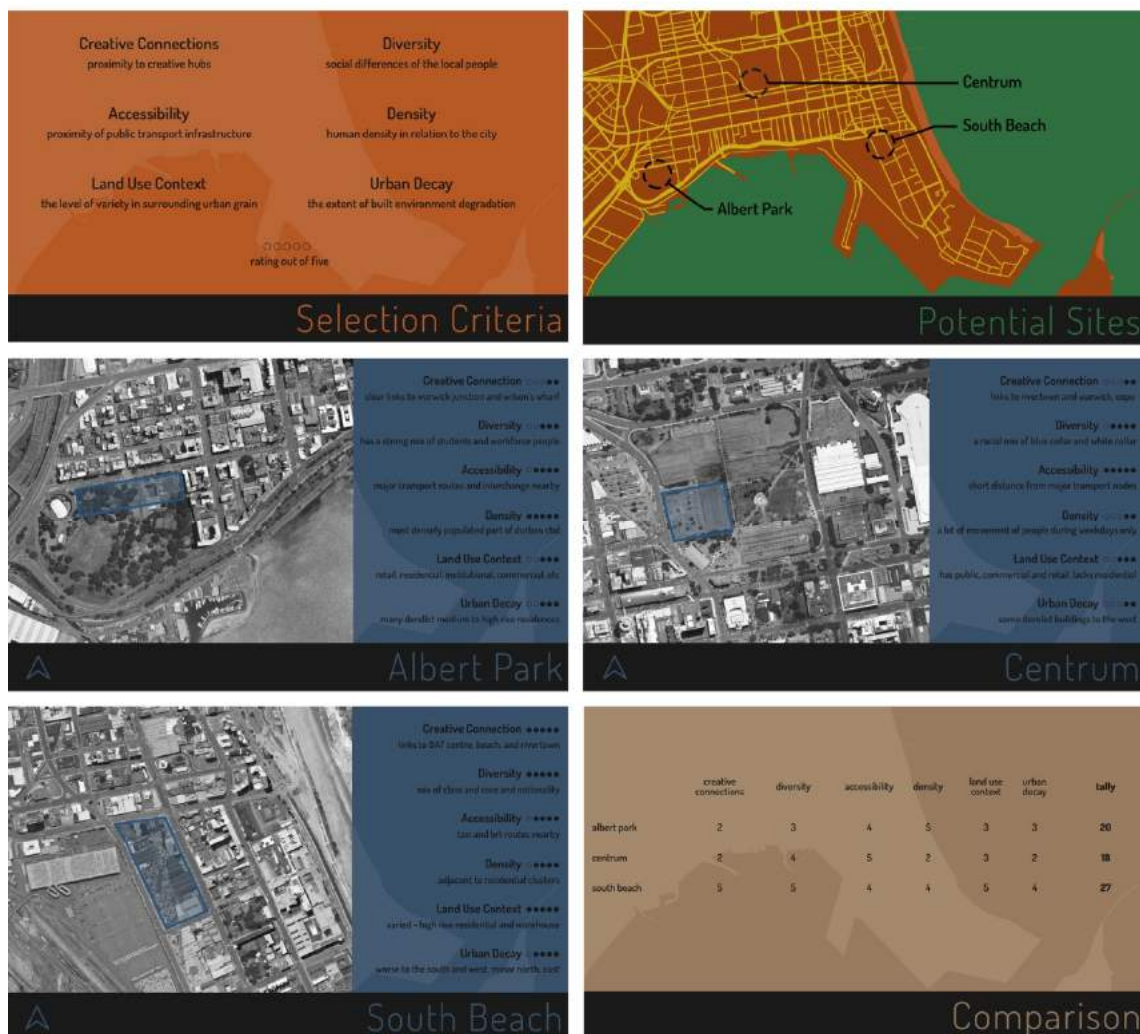 Creative Connections
proximity to creative hubs
Diversity
social differences of the local people
Accessibility
proximity of public transport infrastructure
Density
human density in relation to the city
Land Use Context
the level of variety in surrounding urban grain
Urban Decay
the extent of built environment degradation
rating out of five
Selection Criteria
Centrum
South Beach
Albert Park
Potential Sites
Creative Connection
clear links to warwick junction and wilson's wharf
Diversity
has a strong mix of students and workforce people
Accessibility
major transport routes and interchange nearby
Density
most densely populated part of durban cbd
Land Use Context
retail, residential, institutional, commercial, etc
Urban Decay
many derelict medium to high rise residences
Albert Park
Creative Connection
links to rivertown and warwick,
Diversity
a racial mix of blue collar and white collar
Accessibility
short distance from major transport nodes
Density
a lot of movement of people during weekdays only
Land Use Context
has public, commercial and retail, lacks residential
Urban Decay
some derelict buildings to the west
Centrum
Creative Connection
links to BAT centre, beach, and rivertown
Diversity
mix of class and race and nationality
Accessibility
taxi and brt routes nearby
Density
adjacent to residential clusters
Land Use Context
varied – high rise residential and warehouse
Urban Decay
worse to the south and west, minor north, east
South Beach
creative connections diversity accessibility density land use context urban decay tally
albert park 2 3 4 5 3 3 20
centrum 2 4 5 2 3 2 18
south beach 5 5 4 4 5 4 27
Comparison